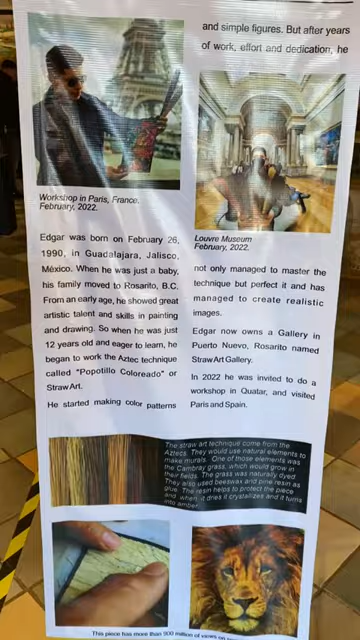 and simple figures. But after years
of work, effort and dedication, he
Workshop in Paris, France.
February, 2022.
Louvre Museum
February, 2022.
Edgar was born on February 26,
1990, in Guadalajara, Jalisco,
México. When he was just a baby,
his family moved to Rosarito, B.C.
From an early age, he showed great
artistic talent and skills in painting
and drawing. So when he was just
12 years old and eager to learn, he
began to work the Aztec technique
called "Popotillo Coloreado" or
Straw Art.
He started making color patterns
not only managed to master the
technique but perfect it and has
managed to create realistic
images.
Edgar now owns a Gallery in
Puerto Nuevo, Rosarito named
StrawArt Gallery.
In 2022 he was invited to do a
workshop in Quatar, and visited
Paris and Spain.
The straw art technique come from the
Aztecs. They would use natural elements to
make murals. One of those elements was
the Cambray grass, which would grow in
their fields. The grass was naturally dyed
They also used beeswax and pine resin as
glue. The resin helps to protect the piece
and when it dries it crystallizes and it turns
into amber.
This piece has more than 900 million of views on